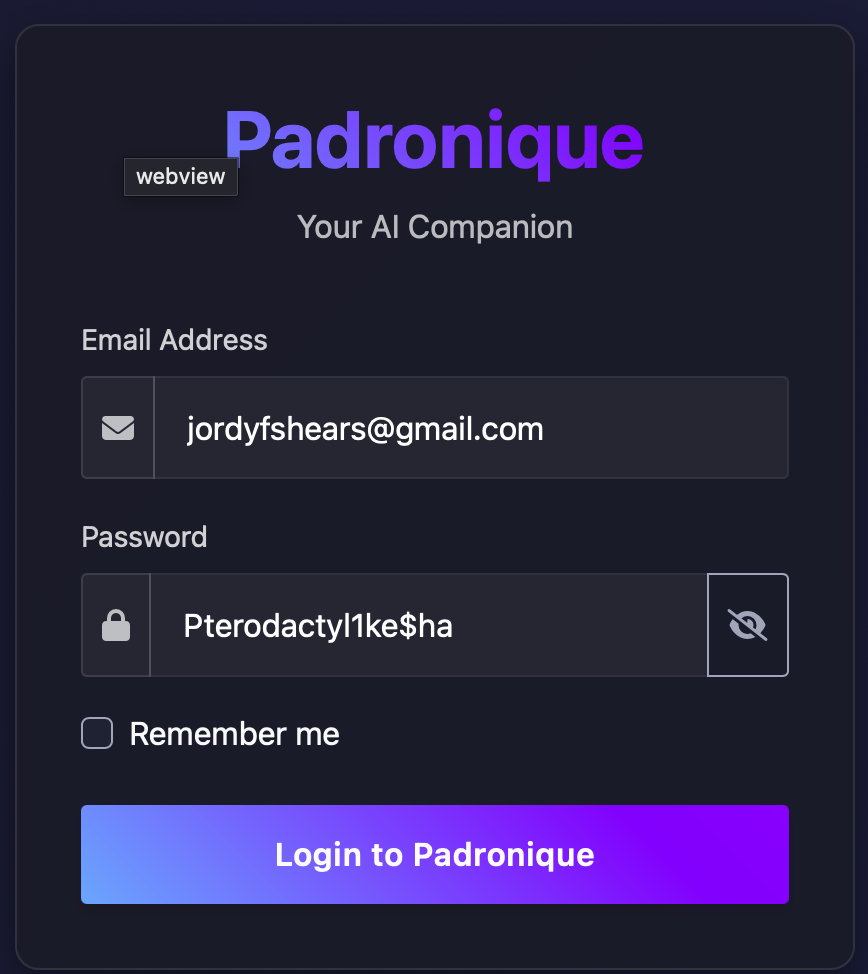 Padronique
webview
Your AI Companion
Email Address
jordyfshears@gmail.com
Password
Pterodactyl1ke$ha
Remember me
Login to Padronique